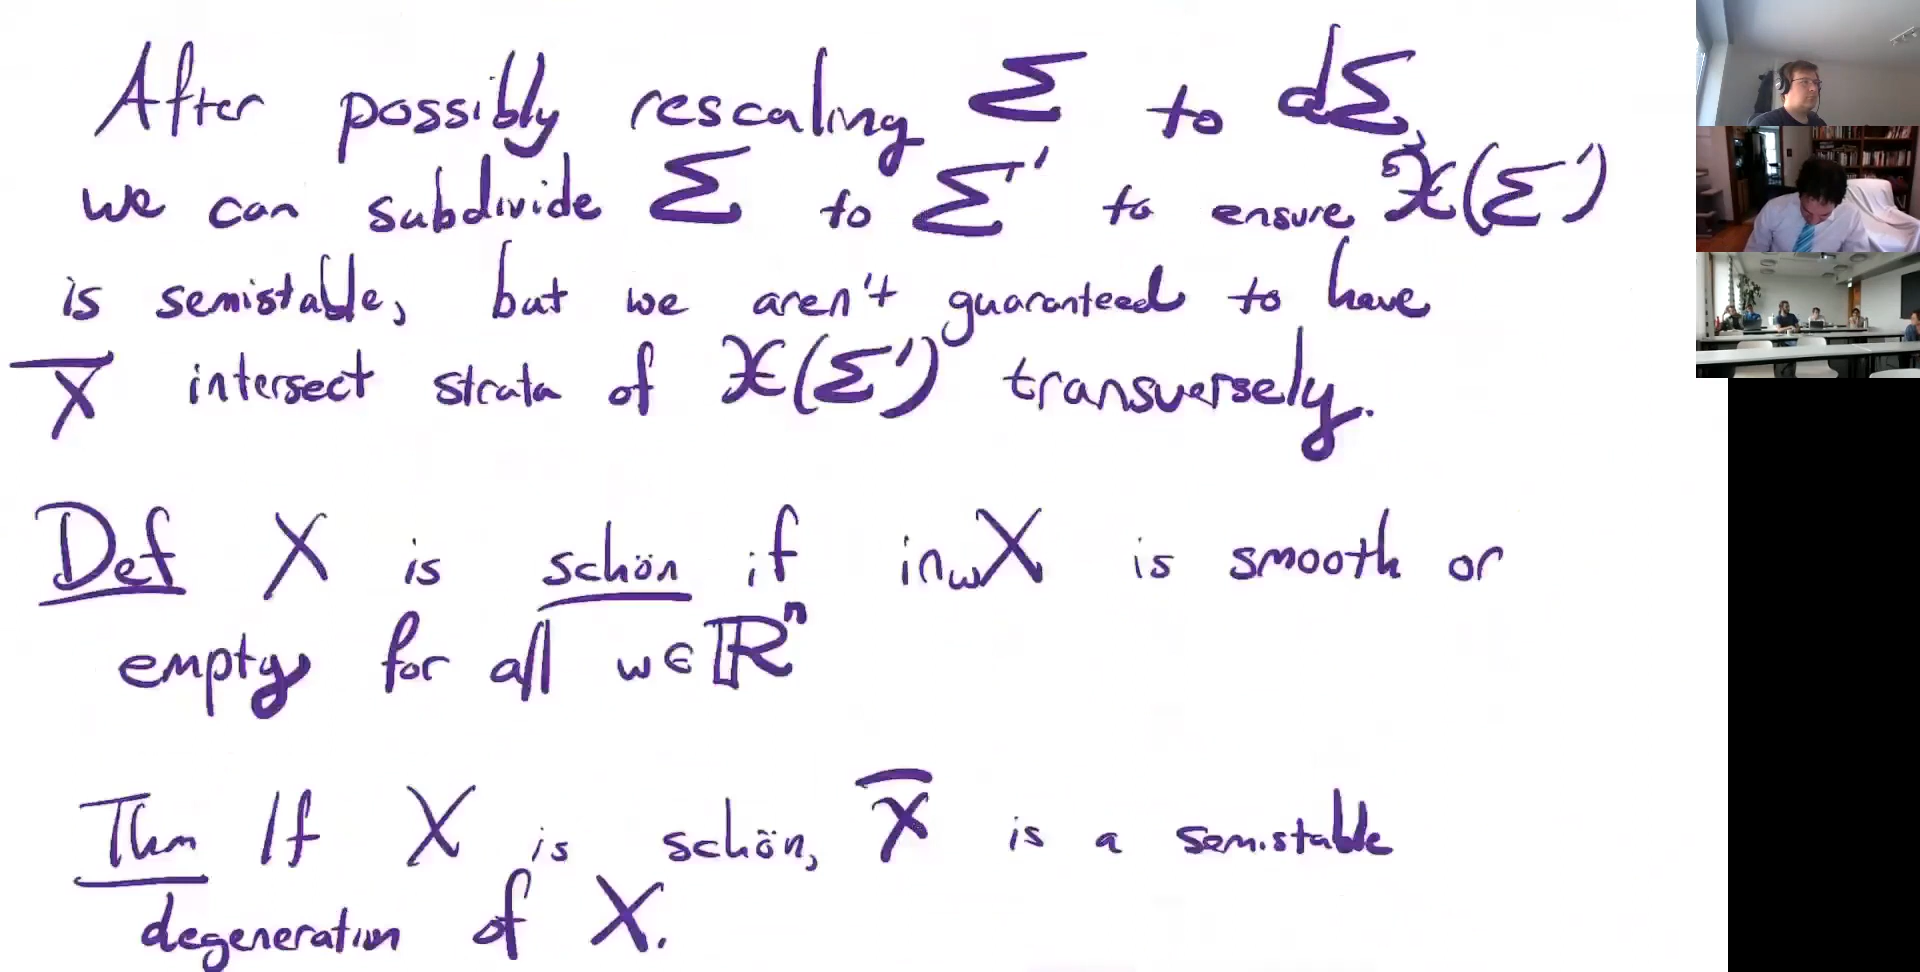 After possibly rescaling Σ to dΣ,
we can subdivide Σ to Σ' to ensure 𝒳(Σ')
is semistable, but we aren't guaranteed to have
X̅ intersect strata of 𝒳(Σ') transversely.
Def X is schön if in_w X is smooth or
empty for all w ∈ ℝⁿ
Thm If X is schön, X̅ is a semistable
degeneration of X.